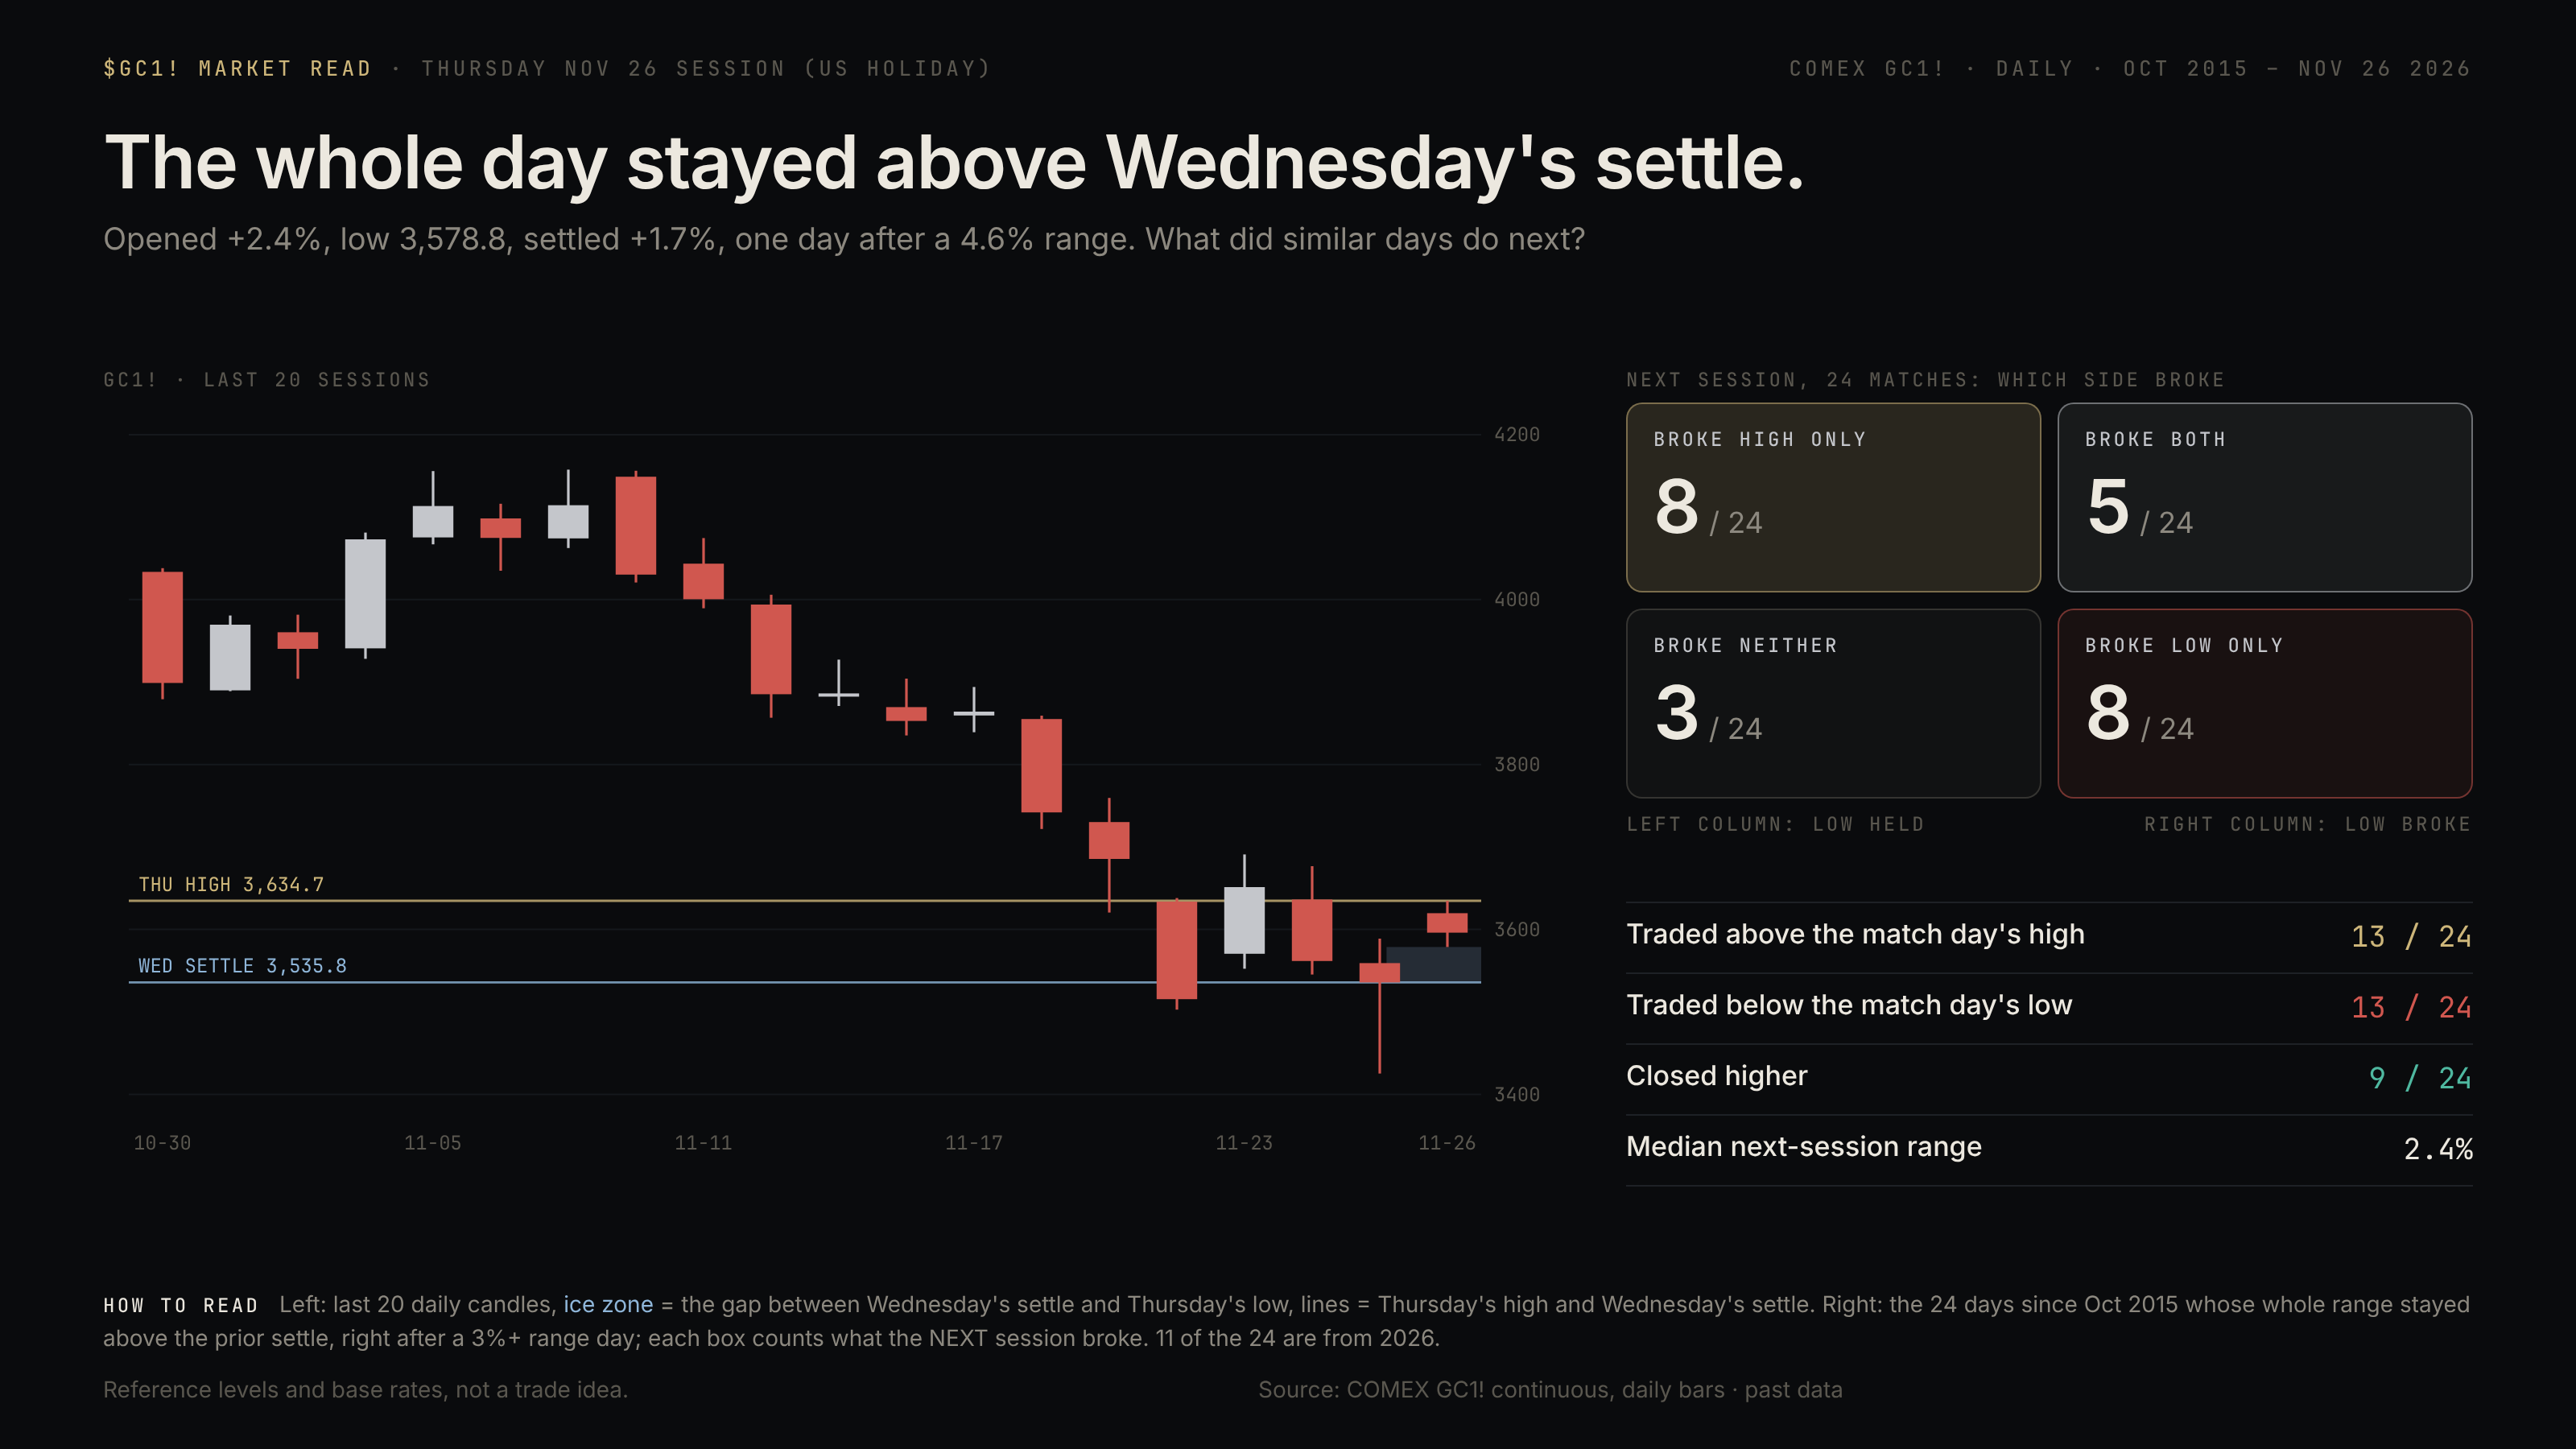 $GC1! MARKET READ · THURSDAY NOV 26 SESSION (US HOLIDAY)
COMEX GC1! · DAILY · OCT 2015 – NOV 26 2026
The whole day stayed above Wednesday's settle.
Opened +2.4%, low 3,578.8, settled +1.7%, one day after a 4.6% range. What did similar days do next?
GC1! · LAST 20 SESSIONS
4200
4000
3800
3600
3400
THU HIGH 3,634.7
WED SETTLE 3,535.8
10-30
11-05
11-11
11-17
11-23
11-26
NEXT SESSION, 24 MATCHES: WHICH SIDE BROKE
BROKE HIGH ONLY
8 / 24
BROKE BOTH
5 / 24
BROKE NEITHER
3 / 24
BROKE LOW ONLY
8 / 24
LEFT COLUMN: LOW HELD
RIGHT COLUMN: LOW BROKE
Traded above the match day's high 13 / 24
Traded below the match day's low 13 / 24
Closed higher 9 / 24
Median next-session range 2.4%
HOW TO READ Left: last 20 daily candles, ice zone = the gap between Wednesday's settle and Thursday's low, lines = Thursday's high and Wednesday's settle. Right: the 24 days since Oct 2015 whose whole range stayed
above the prior settle, right after a 3%+ range day; each box counts what the NEXT session broke. 11 of the 24 are from 2026.
Reference levels and base rates, not a trade idea.
Source: COMEX GC1! continuous, daily bars · past data